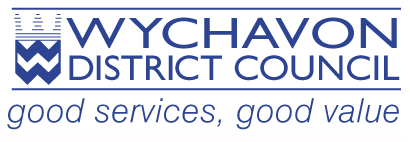 WYCHAVON
DISTRICT COUNCIL
good services, good value